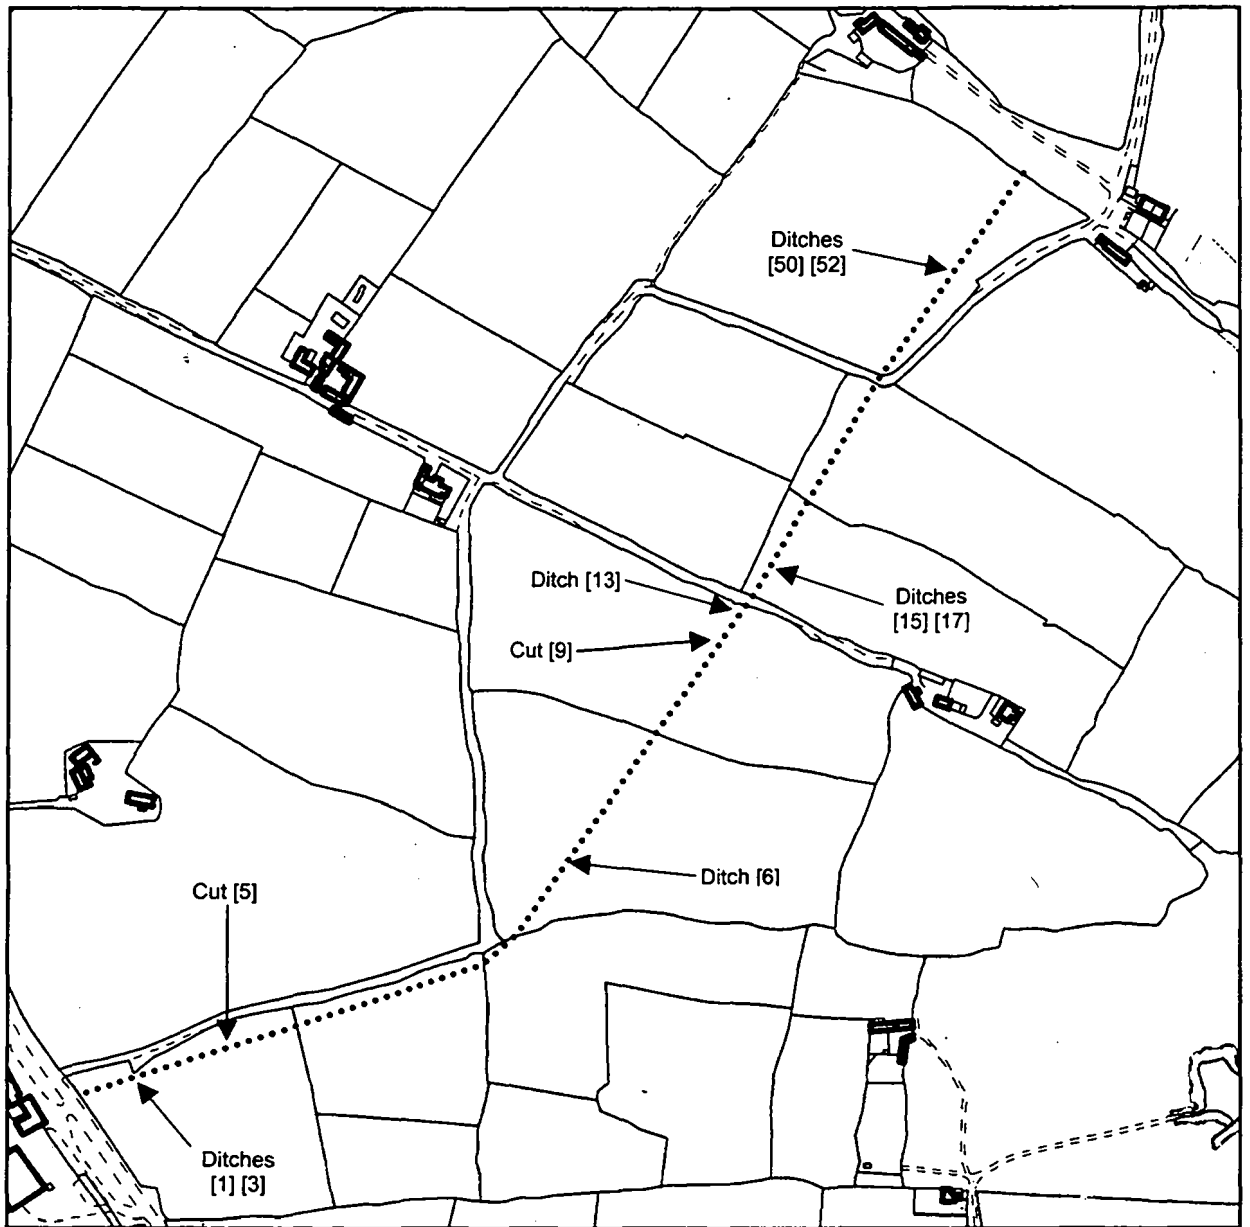 Ditches
[50] [52]
Ditch [13]
Ditches
[15] [17]
Cut [9]
Ditch [6]
Cut [5]
Ditches
[1] [3]